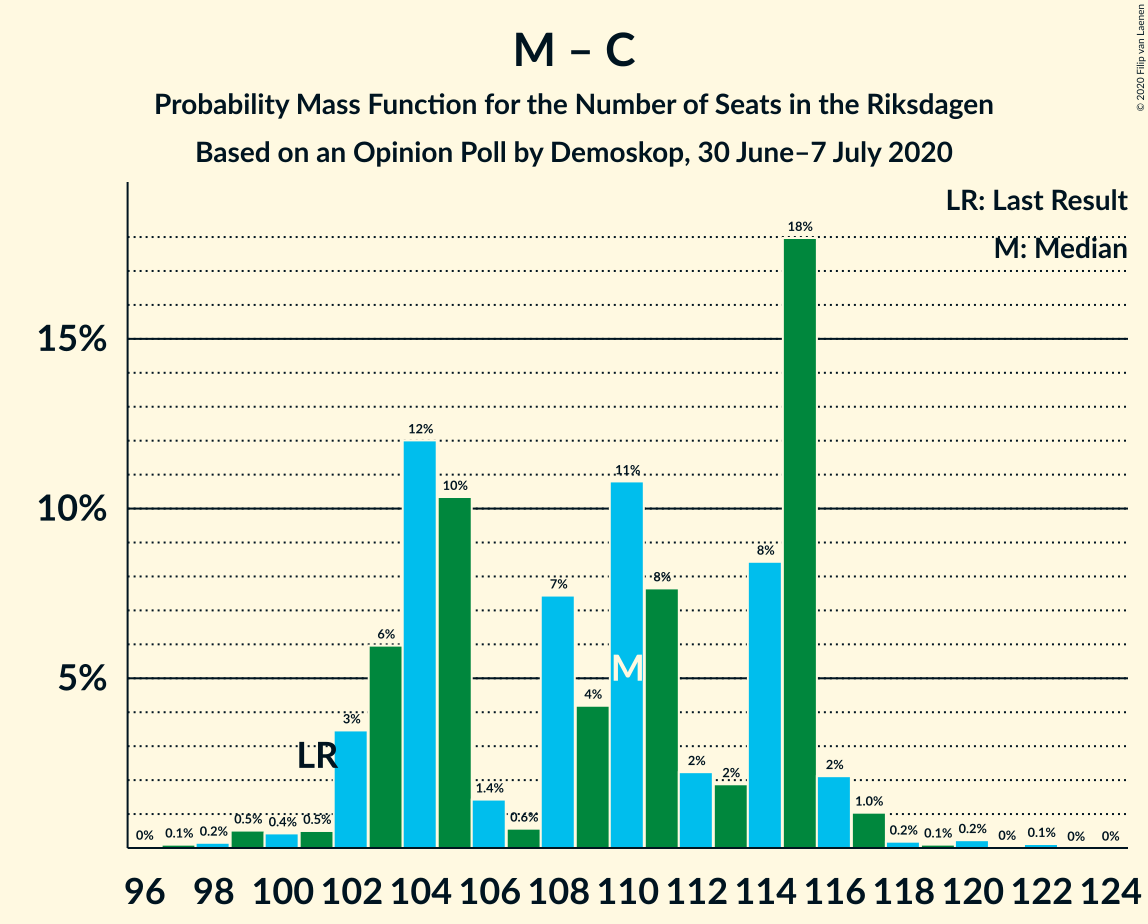 M – C
Probability Mass Function for the Number of Seats in the Riksdagen
Based on an Opinion Poll by Demoskop, 30 June–7 July 2020
© 2020 Filip van Laenen
LR: Last Result
M: Median
15%
10%
5%
0% 0.1% 0.2% 0.5% 0.4% 0.5% 3% 6% 12% 10% 1.4% 0.6% 7% 4% 11% 8% 2% 2% 8% 18% 2% 1.0% 0.2% 0.1% 0.2% 0% 0.1% 0% 0%
LR
M
96 98 100 102 104 106 108 110 112 114 116 118 120 122 124